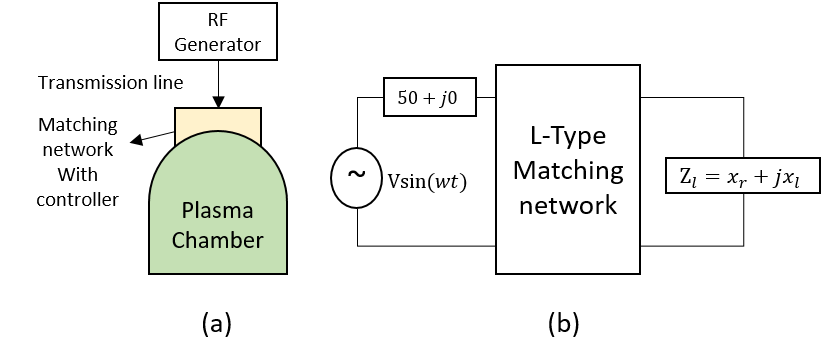 RF
Generator
Transmission line
Matching
network
With
controller
Plasma
Chamber
(a)
50 + j0
~
Vsin(wt)
L-Type
Matching
network
Z_l = x_r + jx_l
(b)